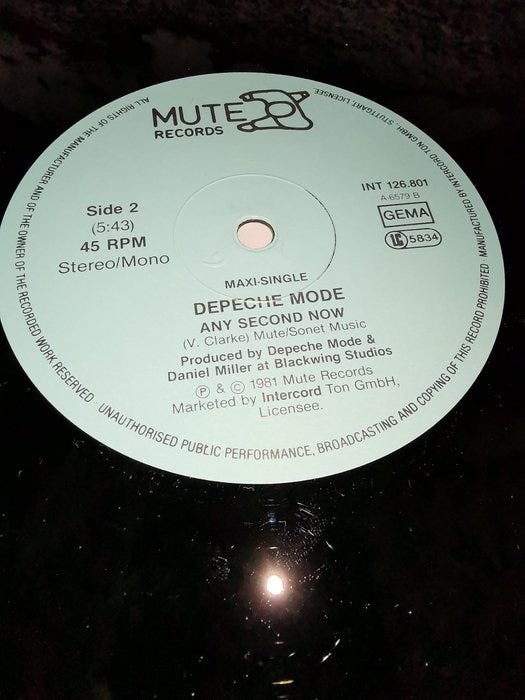 MUTE
RECORDS
INT 126.801
A-6579 B
GEMA
LC 5834
Side 2
(5:43)
45 RPM
Stereo/Mono
MAXI-SINGLE
DEPECHE MODE
ANY SECOND NOW
(V. Clarke) Mute/Sonet Music
Produced by Depeche Mode &
Daniel Miller at Blackwing Studios
℗ & © 1981 Mute Records
Marketed by Intercord Ton GmbH,
Licensee.
ALL RIGHTS OF THE MANUFACTURER AND OF THE OWNER OF THE RECORDED WORK RESERVED · UNAUTHORISED PUBLIC PERFORMANCE, BROADCASTING AND COPYING OF THIS RECORD PROHIBITED · MANUFACTURED BY INTERCORD TON GMBH, STUTTGART, LICENSEE.